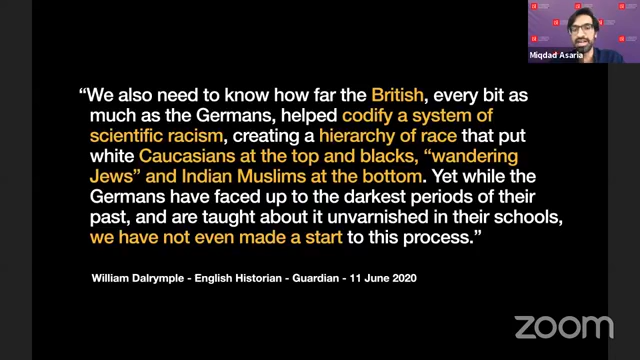 “We also need to know how far the British, every bit as
much as the Germans, helped codify a system of
scientific racism, creating a hierarchy of race that put
white Caucasians at the top and blacks, “wandering
Jews” and Indian Muslims at the bottom. Yet while the
Germans have faced up to the darkest periods of their
past, and are taught about it unvarnished in their schools,
we have not even made a start to this process.”
William Dalrymple - English Historian - Guardian - 11 June 2020
Miqdad Asaria
zoom